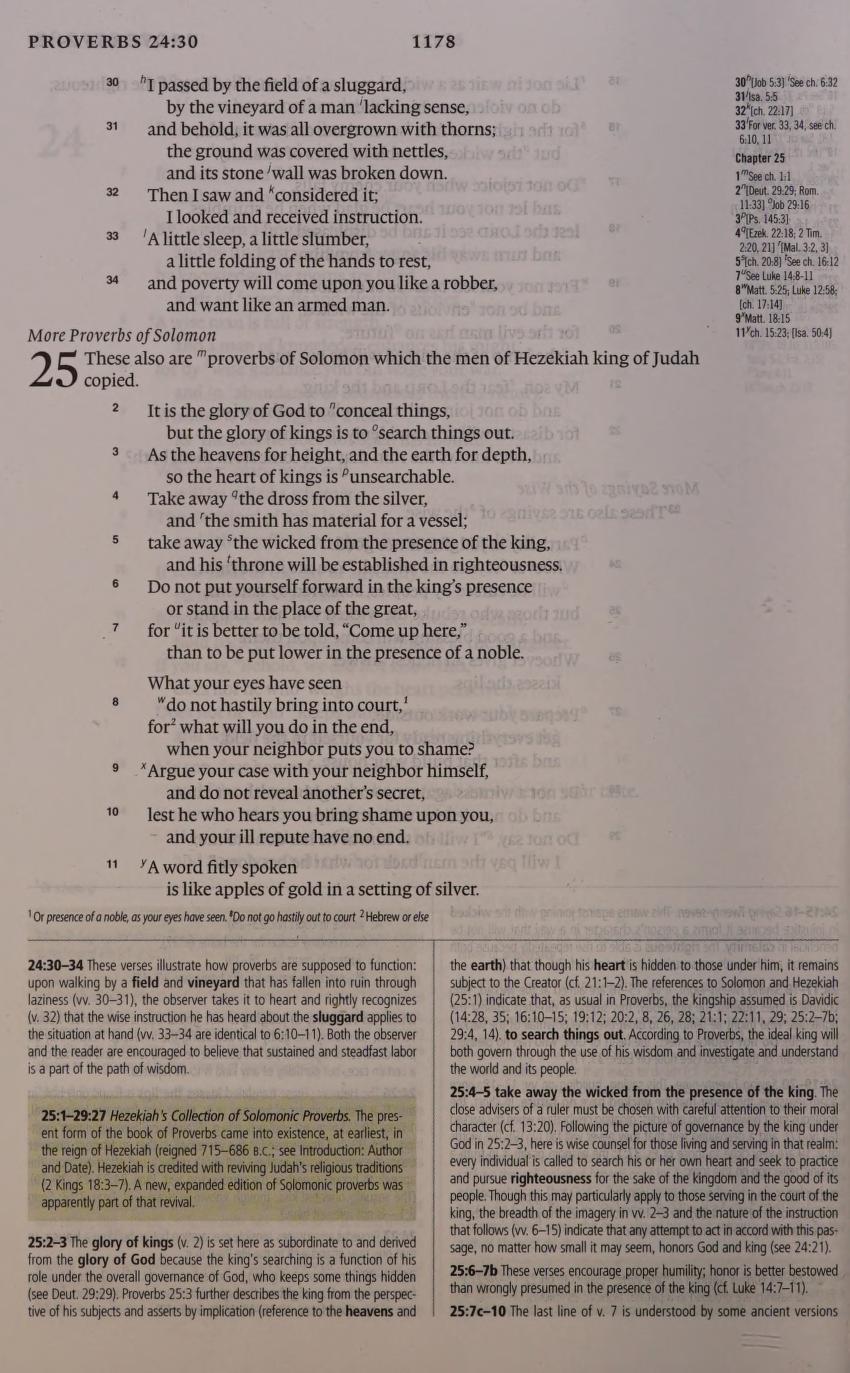 PROVERBS 24:30
1178
30 ʰI passed by the field of a sluggard,
by the vineyard of a man ⁱlacking sense,
31 and behold, it was all overgrown with thorns;
the ground was covered with nettles,
and its stone ʲwall was broken down.
32 Then I saw and ᵏconsidered it;
I looked and received instruction.
33 ˡA little sleep, a little slumber,
a little folding of the hands to rest,
34 and poverty will come upon you like a robber,
and want like an armed man.
More Proverbs of Solomon
25 These also are ᵐproverbs of Solomon which the men of Hezekiah king of Judah
copied.
2 It is the glory of God to ⁿconceal things,
but the glory of kings is to ᵒsearch things out.
3 As the heavens for height, and the earth for depth,
so the heart of kings is ᵖunsearchable.
4 Take away ᑫthe dross from the silver,
and ʳthe smith has material for a vessel;
5 take away ˢthe wicked from the presence of the king,
and his ᵗthrone will be established in righteousness.
6 Do not put yourself forward in the king's presence
or stand in the place of the great,
7 for ᵘit is better to be told, “Come up here,”
than to be put lower in the presence of a noble.
What your eyes have seen
8 ʷdo not hastily bring into court,¹
for² what will you do in the end,
when your neighbor puts you to shame?
9 ˣArgue your case with your neighbor himself,
and do not reveal another's secret,
10 lest he who hears you bring shame upon you,
and your ill repute have no end.
11 ʸA word fitly spoken
is like apples of gold in a setting of silver.
30ʰ[Job 5:3] ⁱSee ch. 6:32
31ʲIsa. 5:5
32ᵏ[ch. 22:17]
33ˡFor ver. 33, 34, see ch.
6:10, 11
Chapter 25
1ᵐSee ch. 1:1
2ⁿ[Deut. 29:29; Rom.
11:33] ᵒJob 29:16
3ᵖ[Ps. 145:3]
4ᑫ[Ezek. 22:18; 2 Tim.
2:20, 21] ʳ[Mal. 3:2, 3]
5ˢ[ch. 20:8] ᵗSee ch. 16:12
7ᵘSee Luke 14:8-11
8ʷMatt. 5:25; Luke 12:58;
[ch. 17:14]
9ˣMatt. 18:15
11ʸch. 15:23; [Isa. 50:4]
¹ Or presence of a noble, as your eyes have seen. ⁸Do not go hastily out to court ² Hebrew or else
24:30–34 These verses illustrate how proverbs are supposed to function:
upon walking by a field and vineyard that has fallen into ruin through
laziness (vv. 30–31), the observer takes it to heart and rightly recognizes
(v. 32) that the wise instruction he has heard about the sluggard applies to
the situation at hand (vv. 33–34 are identical to 6:10–11). Both the observer
and the reader are encouraged to believe that sustained and steadfast labor
is a part of the path of wisdom.
25:1–29:27 Hezekiah's Collection of Solomonic Proverbs. The pres-
ent form of the book of Proverbs came into existence, at earliest, in
the reign of Hezekiah (reigned 715–686 B.C.; see Introduction: Author
and Date). Hezekiah is credited with reviving Judah's religious traditions
(2 Kings 18:3–7). A new, expanded edition of Solomonic proverbs was
apparently part of that revival.
25:2–3 The glory of kings (v. 2) is set here as subordinate to and derived
from the glory of God because the king's searching is a function of his
role under the overall governance of God, who keeps some things hidden
(see Deut. 29:29). Proverbs 25:3 further describes the king from the perspec-
tive of his subjects and asserts by implication (reference to the heavens and
the earth) that though his heart is hidden to those under him, it remains
subject to the Creator (cf. 21:1–2). The references to Solomon and Hezekiah
(25:1) indicate that, as usual in Proverbs, the kingship assumed is Davidic
(14:28, 35; 16:10–15; 19:12; 20:2, 8, 26, 28; 21:1; 22:11, 29; 25:2–7b;
29:4, 14). to search things out. According to Proverbs, the ideal king will
both govern through the use of his wisdom and investigate and understand
the world and its people.
25:4–5 take away the wicked from the presence of the king. The
close advisers of a ruler must be chosen with careful attention to their moral
character (cf. 13:20). Following the picture of governance by the king under
God in 25:2–3, here is wise counsel for those living and serving in that realm:
every individual is called to search his or her own heart and seek to practice
and pursue righteousness for the sake of the kingdom and the good of its
people. Though this may particularly apply to those serving in the court of the
king, the breadth of the imagery in vv. 2–3 and the nature of the instruction
that follows (vv. 6–15) indicate that any attempt to act in accord with this pas-
sage, no matter how small it may seem, honors God and king (see 24:21).
25:6–7b These verses encourage proper humility; honor is better bestowed
than wrongly presumed in the presence of the king (cf. Luke 14:7–11).
25:7c–10 The last line of v. 7 is understood by some ancient versions